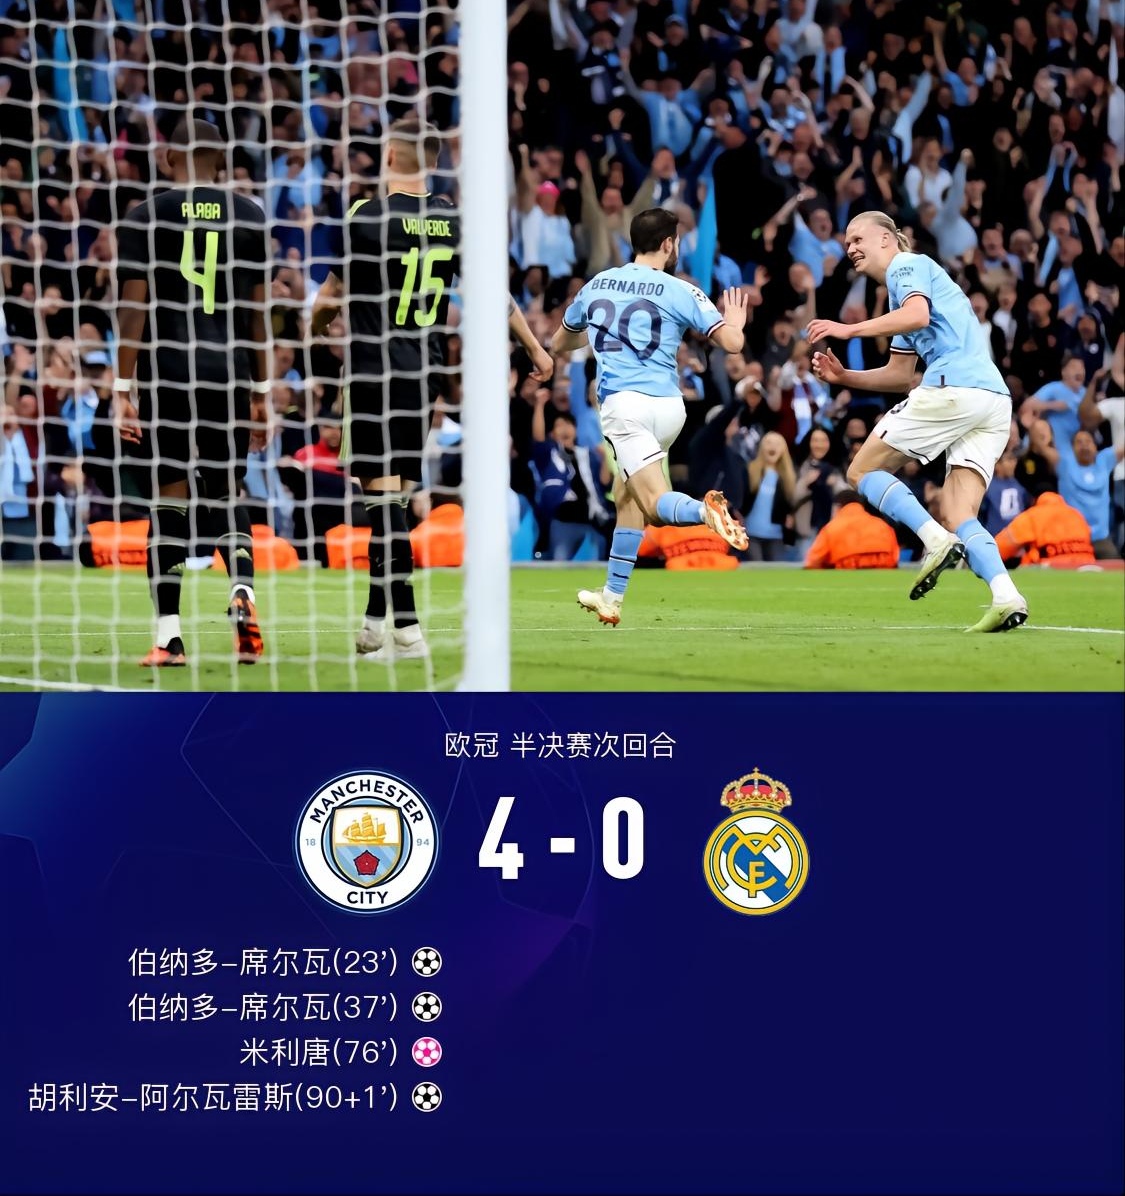 ALABA
4
VALVERDE
15
BERNARDO
20
欧冠 半决赛次回合
MANCHESTER
18 94
CITY
4-0
伯纳多-席尔瓦(23’)
伯纳多-席尔瓦(37’)
米利唐(76’)
胡利安-阿尔瓦雷斯(90+1’)